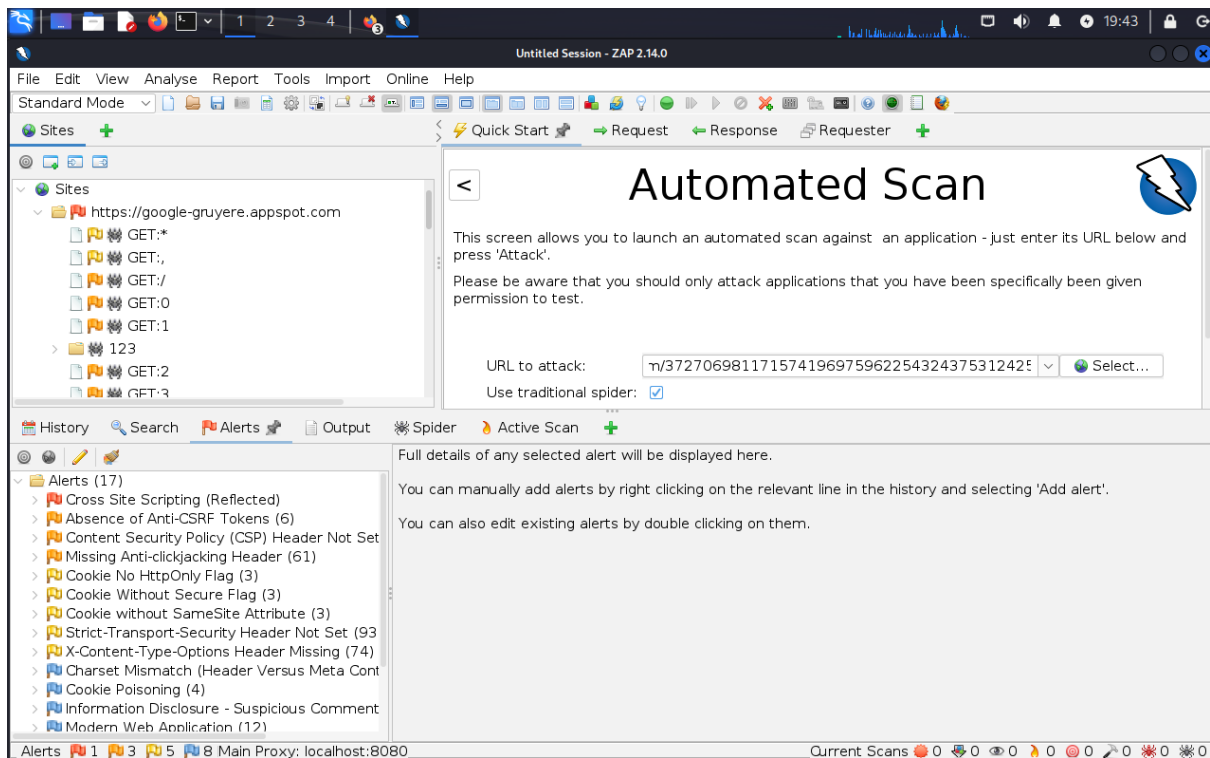 1 2 3 4 3 19:43
Untitled Session - ZAP 2.14.0
File Edit View Analyse Report Tools Import Online Help
Standard Mode
Sites
Quick Start Request Response Requester
Sites
https://google-gruyere.appspot.com
GET:*
GET:,
GET:/
GET:0
GET:1
123
GET:2
GET:3
<
Automated Scan
This screen allows you to launch an automated scan against an application - just enter its URL below and
press 'Attack'.
Please be aware that you should only attack applications that you have been specifically been given
permission to test.
URL to attack: m/372706981171574196975962254324375312425 Select...
Use traditional spider:
History Search Alerts Output Spider Active Scan
Alerts (17)
Cross Site Scripting (Reflected)
Absence of Anti-CSRF Tokens (6)
Content Security Policy (CSP) Header Not Set
Missing Anti-clickjacking Header (61)
Cookie No HttpOnly Flag (3)
Cookie Without Secure Flag (3)
Cookie without SameSite Attribute (3)
Strict-Transport-Security Header Not Set (93
X-Content-Type-Options Header Missing (74)
Charset Mismatch (Header Versus Meta Cont
Cookie Poisoning (4)
Information Disclosure - Suspicious Comment
Modern Web Application (12)
Full details of any selected alert will be displayed here.
You can manually add alerts by right clicking on the relevant line in the history and selecting 'Add alert'.
You can also edit existing alerts by double clicking on them.
Alerts 1 3 5 8 Main Proxy: localhost:8080 Current Scans 0 0 0 0 0 0 0 0